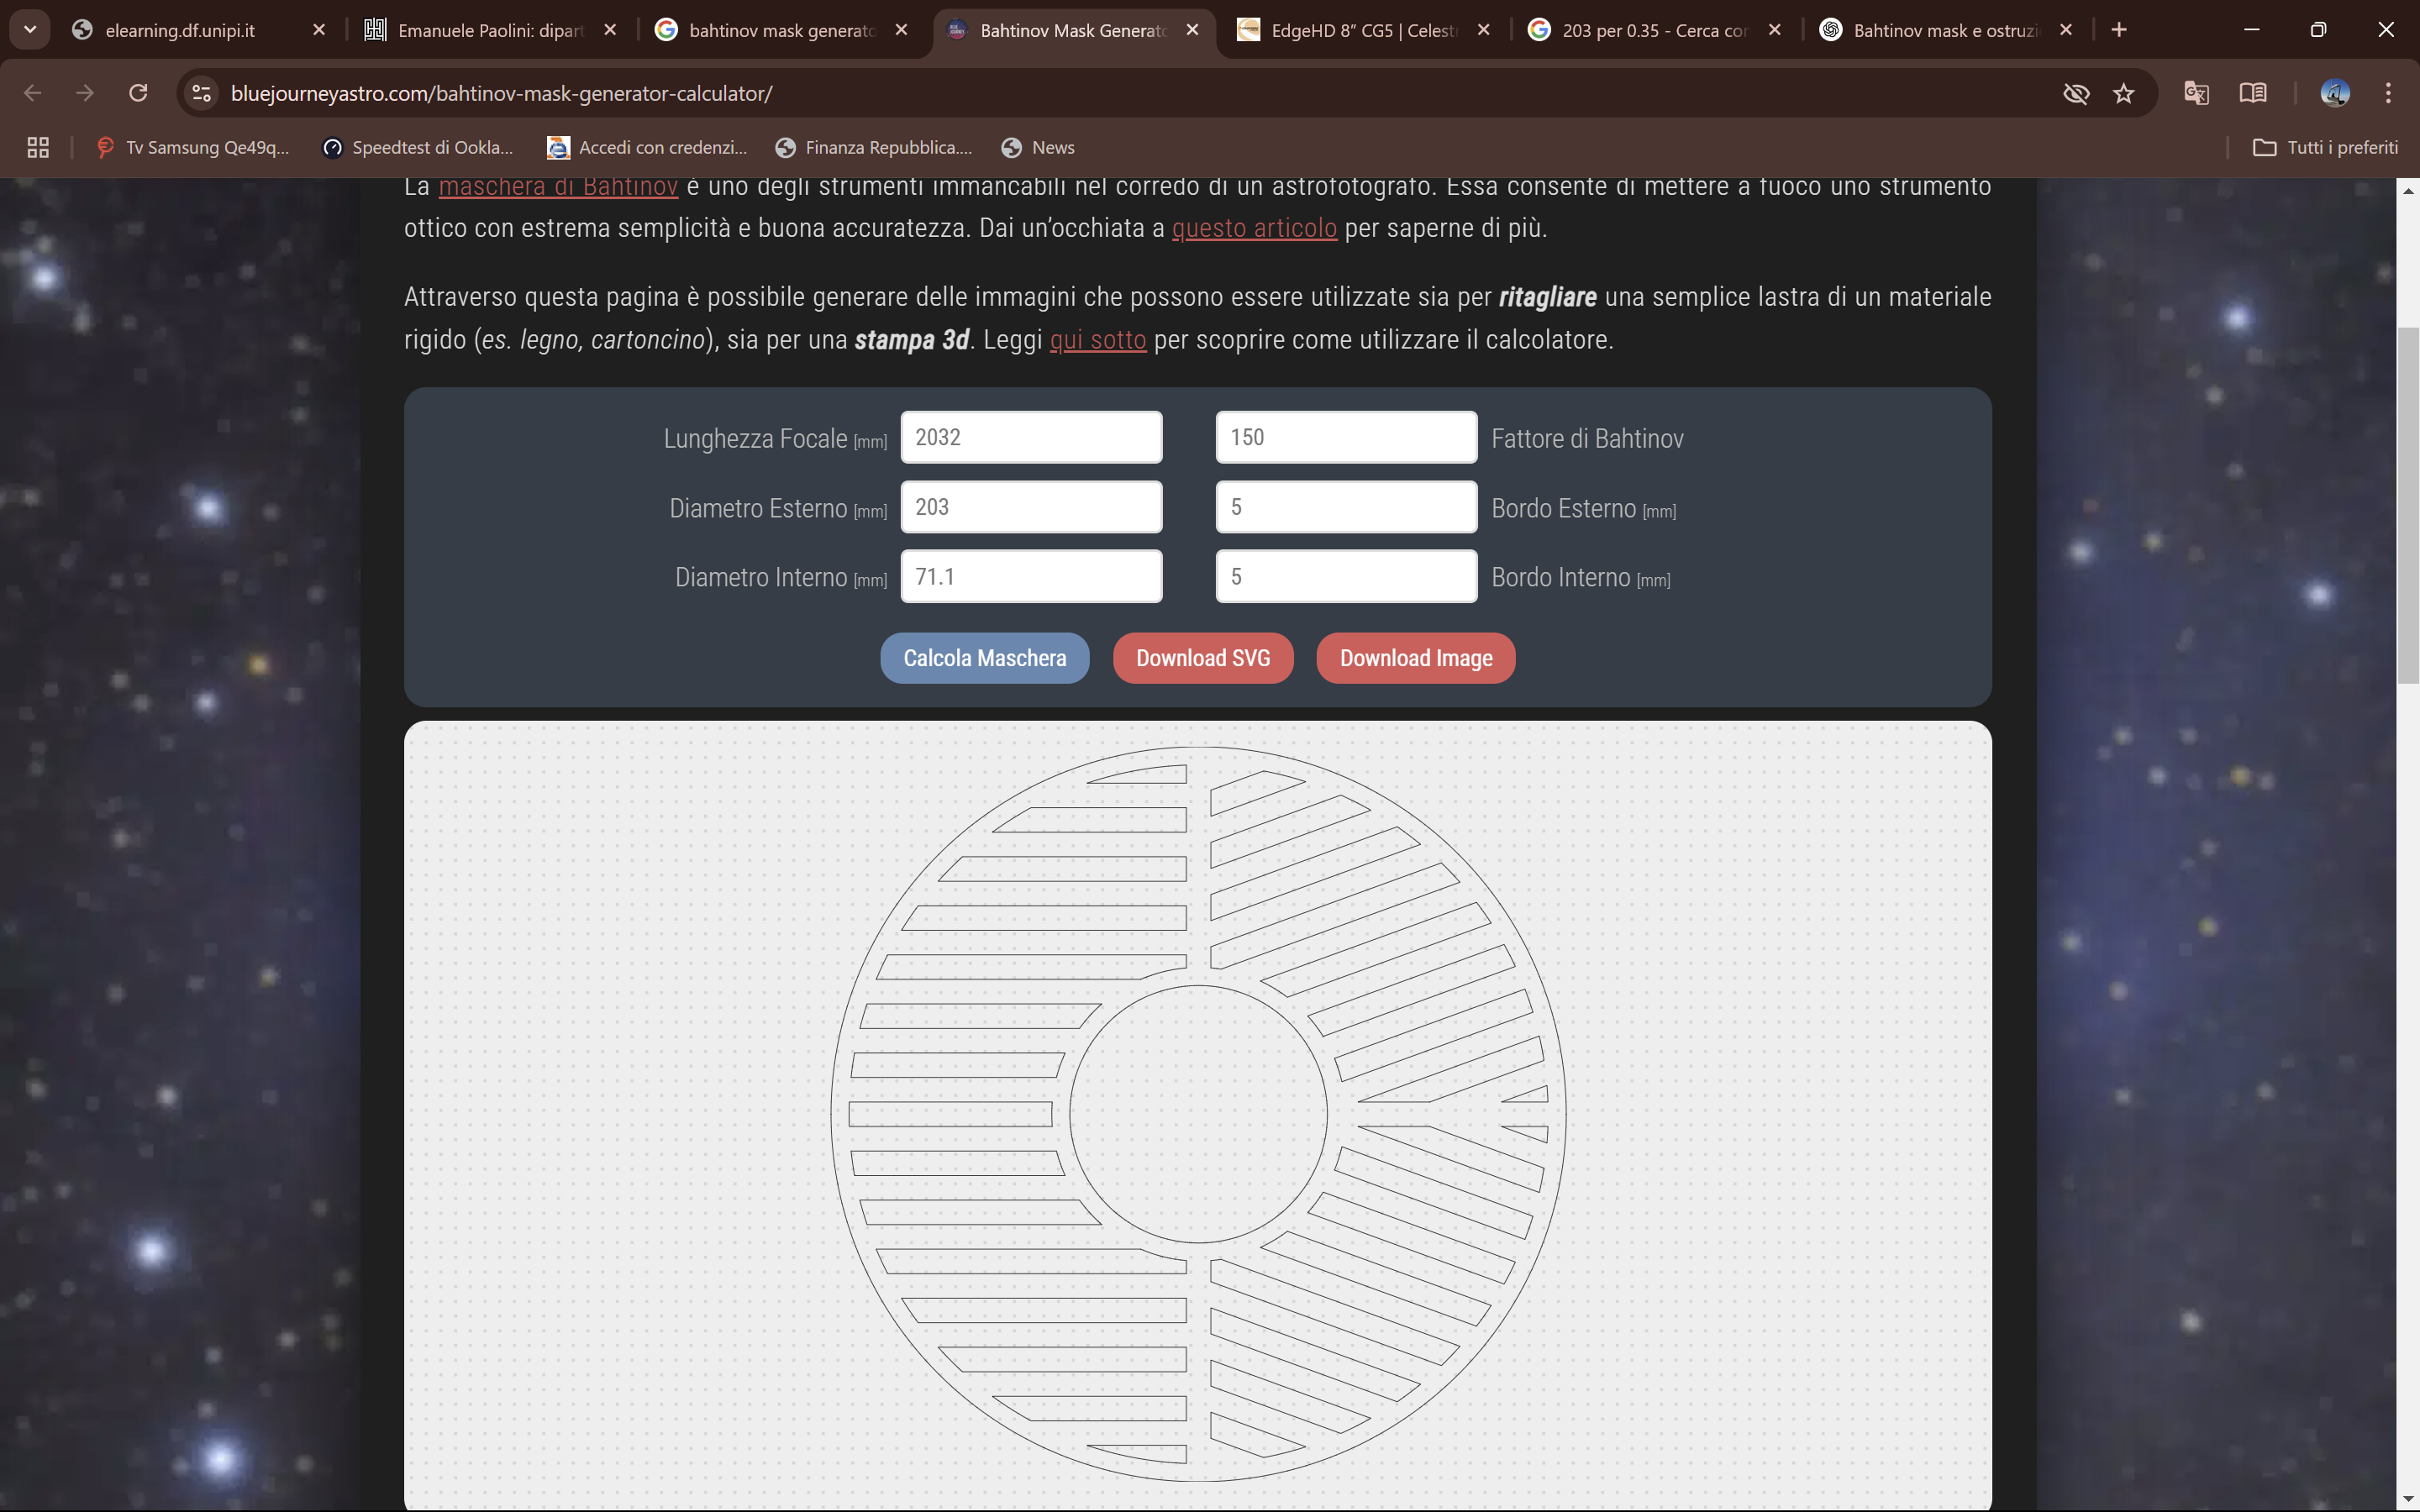 elearning.df.unipi.it
Emanuele Paolini: dipart
bahtinov mask generato
Bahtinov Mask Generato
EdgeHD 8" CG5 | Celest
203 per 0.35 - Cerca co
Bahtinov mask e ostruzi
bluejourneyastro.com/bahtinov-mask-generator-calculator/
Tv Samsung Qe49q...
Speedtest di Ookla...
Accedi con credenzi...
Finanza Repubblica....
News
Tutti i preferiti
La maschera di Bahtinov è uno degli strumenti immancabili nel corredo di un astrofotografo. Essa consente di mettere a fuoco uno strumento
ottico con estrema semplicità e buona accuratezza. Dai un'occhiata a questo articolo per saperne di più.
Attraverso questa pagina è possibile generare delle immagini che possono essere utilizzate sia per ritagliare una semplice lastra di un materiale
rigido (es. legno, cartoncino), sia per una stampa 3d. Leggi qui sotto per scoprire come utilizzare il calcolatore.
Lunghezza Focale [mm] 2032 150 Fattore di Bahtinov
Diametro Esterno [mm] 203 5 Bordo Esterno [mm]
Diametro Interno [mm] 71.1 5 Bordo Interno [mm]
Calcola Maschera Download SVG Download Image